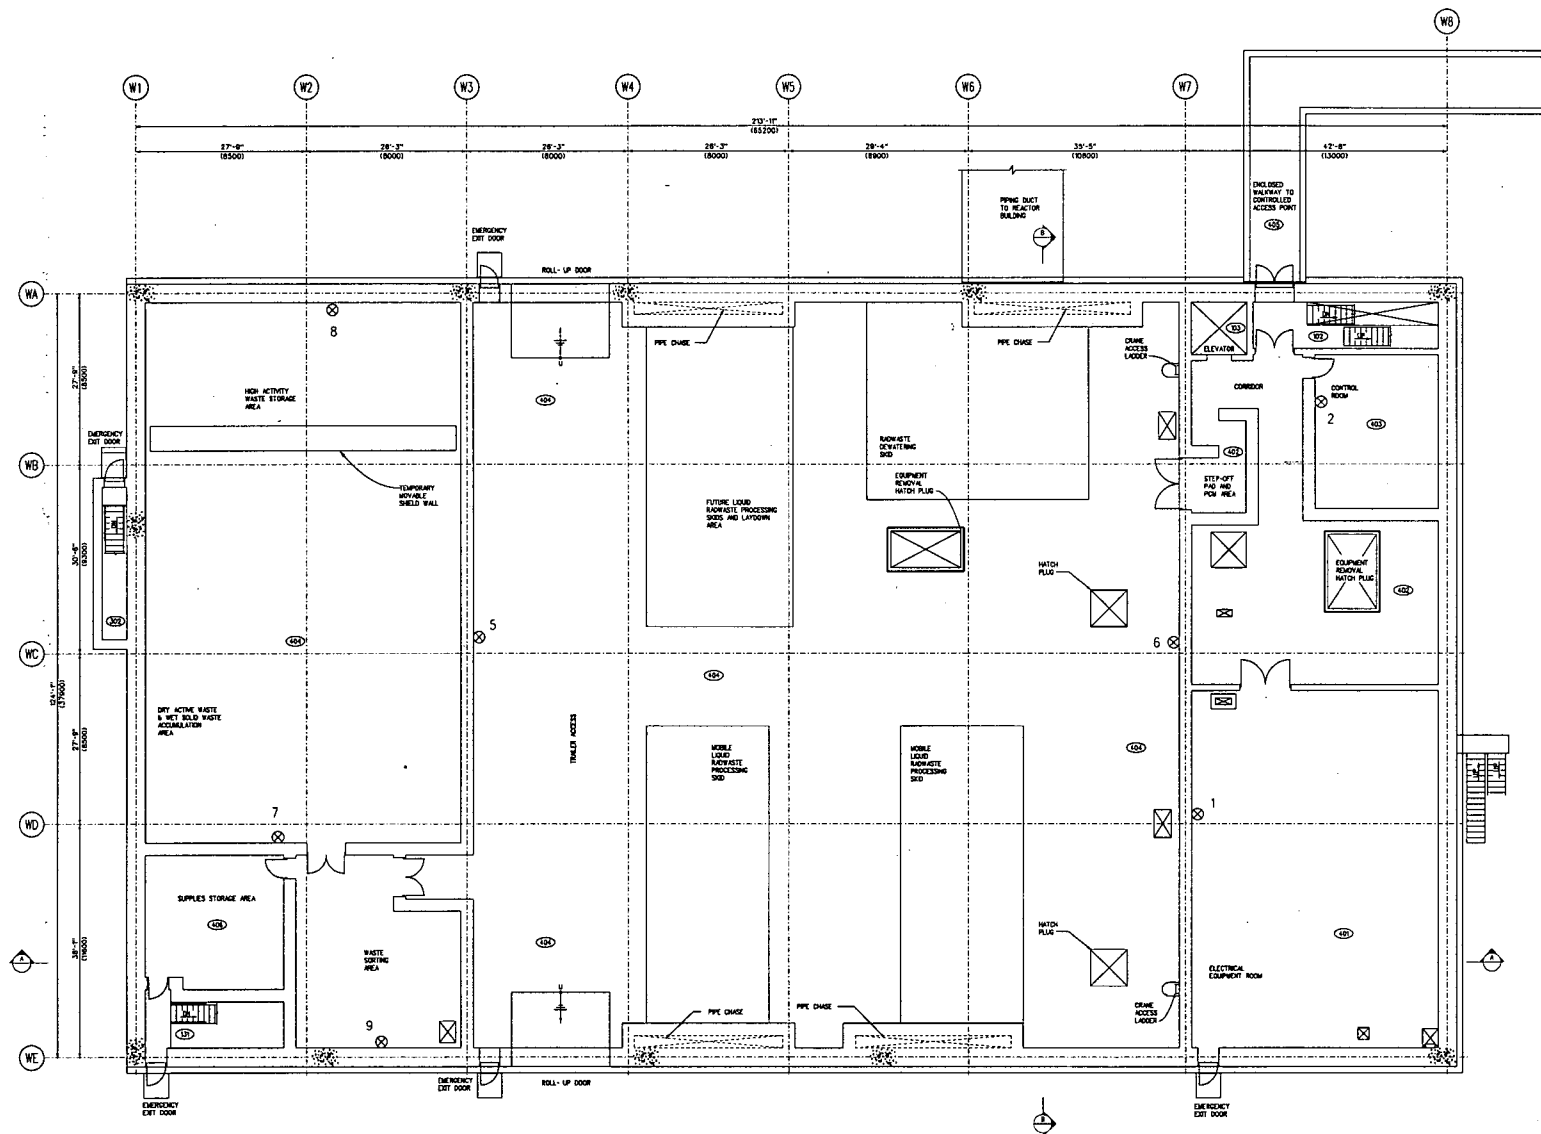 W8
W1
W2
W3
W4
W5
W6
W7
213'-11"
(65200)
27'-9"
(8500)
26'-3"
(8000)
26'-3"
(8000)
26'-3"
(8000)
29'-4"
(8900)
35'-5"
(10800)
42'-8"
(13000)
ENCLOSED
WALKWAY TO
CONTROLLED
ACCESS POINT
405
PIPING DUCT
TO REACTOR
BUILDING
B
EMERGENCY
EXIT DOOR
ROLL-UP DOOR
WA
8
PIPE CHASE
PIPE CHASE
CRANE
ACCESS
LADDER
103
ELEVATOR
DN
102
UP
27'-9"
(8500)
HIGH ACTIVITY
WASTE STORAGE
AREA
404
CORRIDOR
CONTROL
ROOM
2
403
EMERGENCY
EXIT DOOR
RADWASTE
DEWATERING
SKID
402
WB
TEMPORARY
MOVABLE
SHIELD WALL
EQUIPMENT
REMOVAL
HATCH PLUG
STEP-OFF
PAD AND
PCM AREA
FUTURE LIQUID
RADWASTE PROCESSING
SKIDS AND LAYDOWN
AREA
DN
30'-6"
(9300)
HATCH
PLUG
EQUIPMENT
REMOVAL
HATCH PLUG
402
302
404
5
6
WC
404
124'-1"
(37900)
DRY ACTIVE WASTE
& WET SOLID WASTE
ACCUMULATION
AREA
TRAILER ACCESS
27'-9"
(8500)
MOBILE
LIQUID
RADWASTE
PROCESSING
SKID
MOBILE
LIQUID
RADWASTE
PROCESSING
SKID
404
UP
UP
7
1
WD
SUPPLIES STORAGE AREA
406
38'-1"
(11600)
WASTE
SORTING
AREA
404
HATCH
PLUG
401
A
A
ELECTRICAL
EQUIPMENT ROOM
DN
131
9
PIPE CHASE
PIPE CHASE
CRANE
ACCESS
LADDER
WE
EMERGENCY
EXIT DOOR
EMERGENCY
EXIT DOOR
ROLL-UP DOOR
EMERGENCY
EXIT DOOR
B